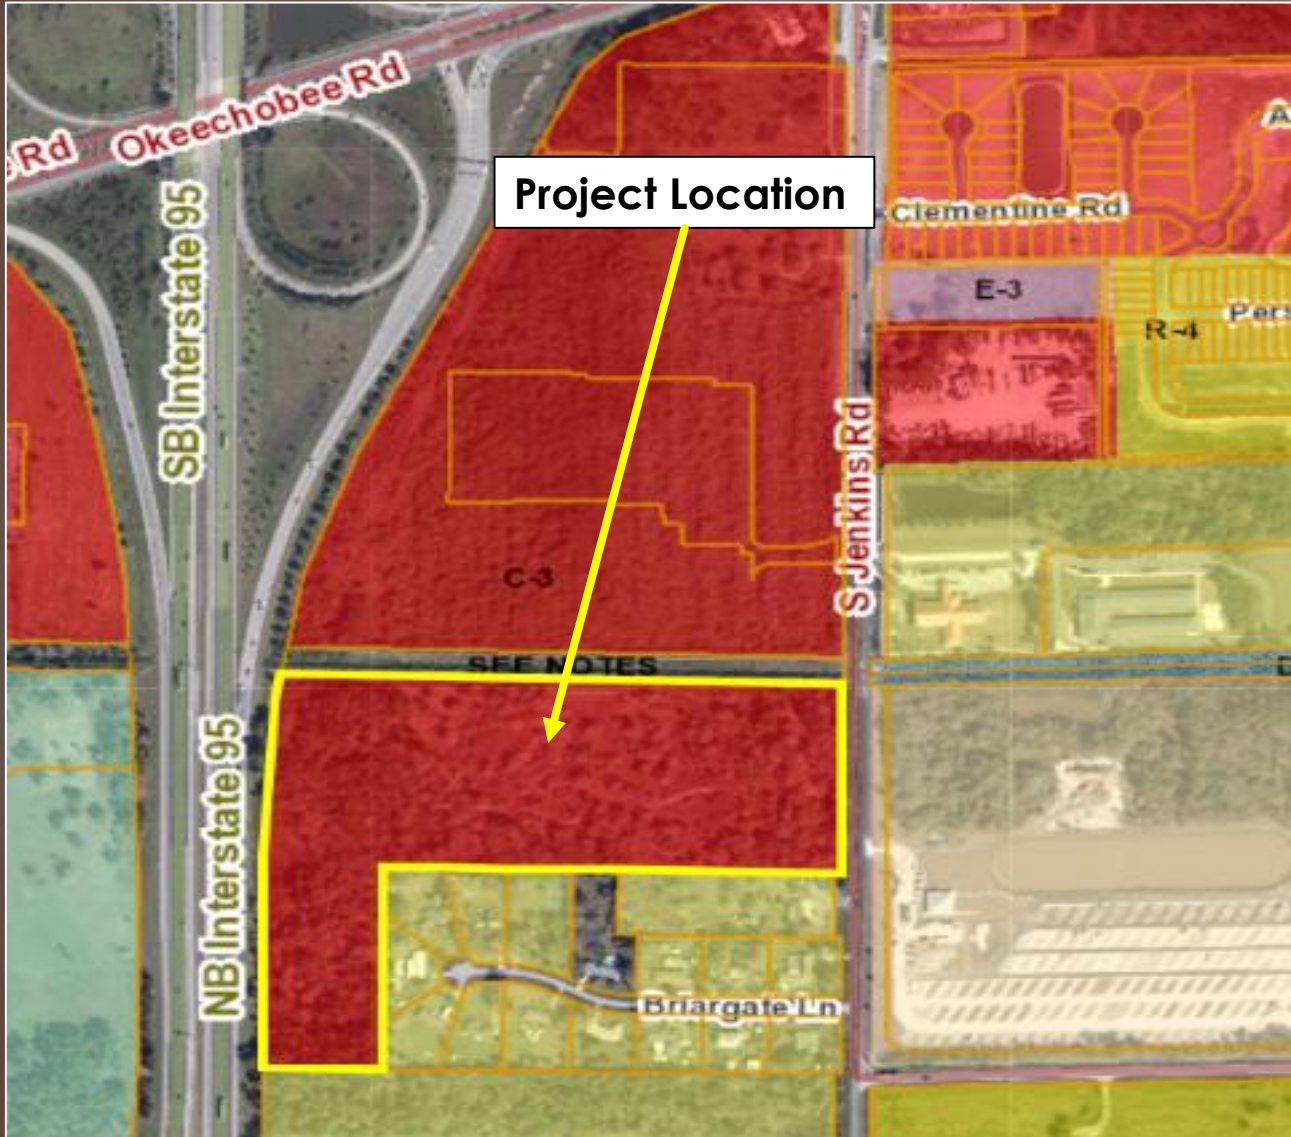 Okeechobee Rd
Rd
Project Location
A
Clementine Rd
SB Interstate 95
E-3
Pers
R-4
S Jenkins Rd
C-3
SEE NOTES
D
NB Interstate 95
Briargate Ln